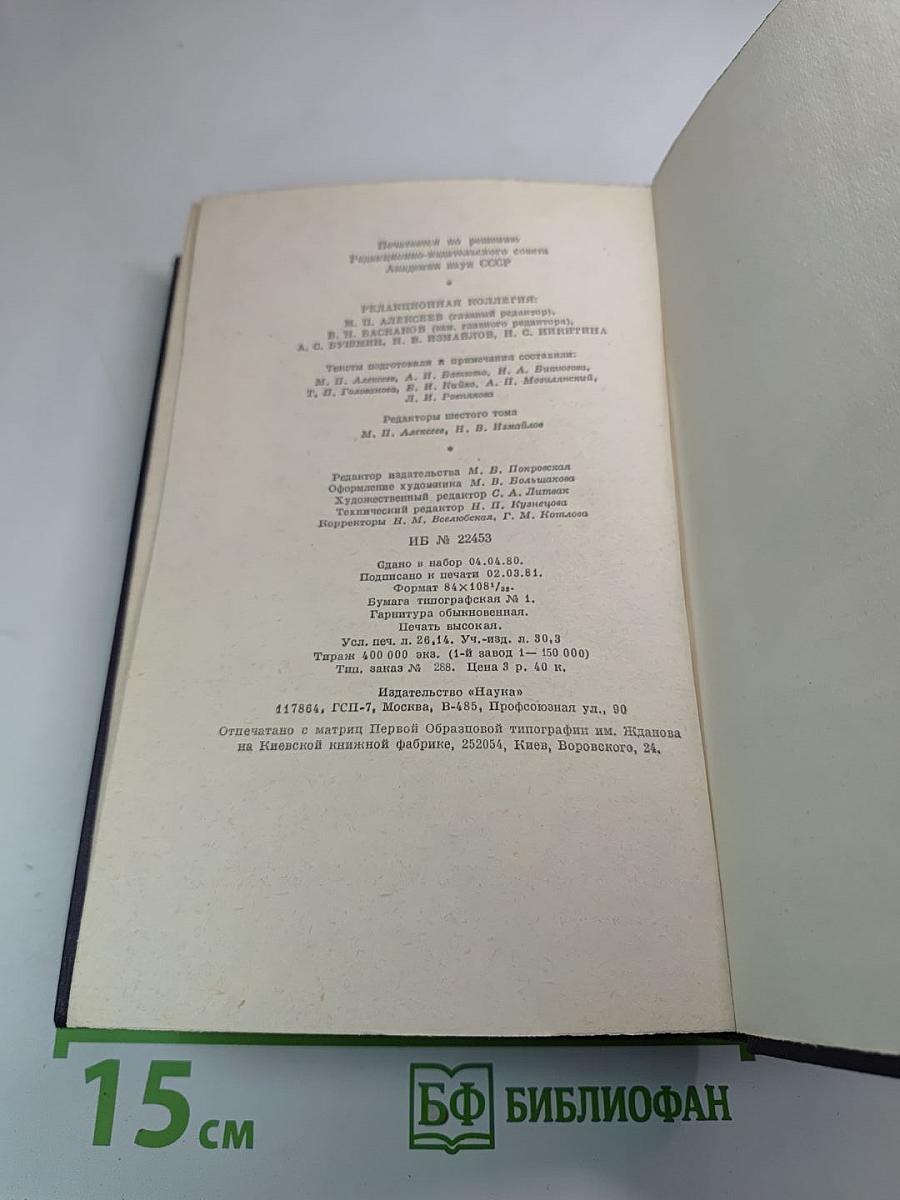 Печатается по решению
Редакционно-издательского совета
Академии наук СССР
*
РЕДАКЦИОННАЯ КОЛЛЕГИЯ:
М. П. АЛЕКСЕЕВ (главный редактор),
В. Н. БАСКАКОВ (зам. главного редактора),
А. С. БУШМИН, Н. В. ИЗМАЙЛОВ, Н. С. НИКИТИНА
Тексты подготовили и примечания составили:
М. П. Алексеев, А. И. Батюто, Н. А. Битюгова,
Т. П. Голованова, Е. И. Кийко, А. П. Могилянский,
Л. И. Ровнякова
Редакторы шестого тома
М. П. Алексеев, Н. В. Измайлов
*
Редактор издательства М. Б. Покровская
Оформление художника М. В. Большакова
Художественный редактор С. А. Литвак
Технический редактор Н. П. Кузнецова
Корректоры Н. М. Вселюбская, Г. М. Котлова
ИБ № 22453
Сдано в набор 04.04.80.
Подписано к печати 02.03.81.
Формат 84×108¹/₃₂.
Бумага типографская № 1.
Гарнитура обыкновенная.
Печать высокая.
Усл. печ. л. 26,14. Уч.-изд. л. 30,3
Тираж 400 000 экз. (1-й завод 1—150 000)
Тип. заказ № 288. Цена 3 р. 40 к.
Издательство «Наука»
117864, ГСП-7, Москва, В-485, Профсоюзная ул., 90
Отпечатано с матриц Первой Образцовой типографии им. Жданова
на Киевской книжной фабрике, 252054, Киев, Воровского, 24.
15 см
БФ БИБЛИОФАН